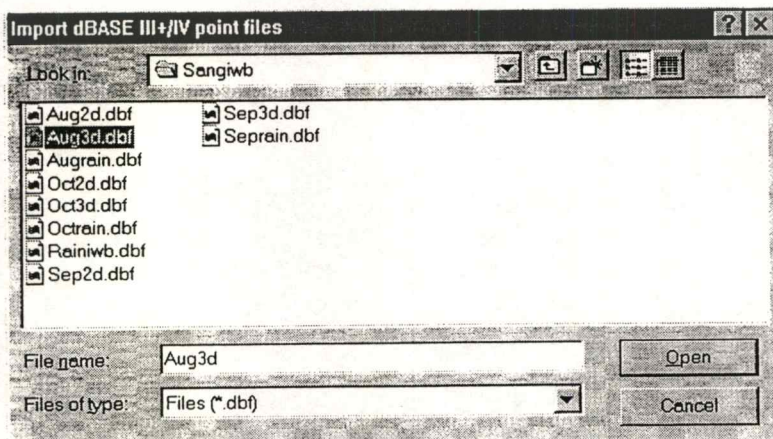 Import dBASE III+/IV point files
Look in: Sangiwb
Aug2d.dbf
Aug3d.dbf
Augrain.dbf
Oct2d.dbf
Oct3d.dbf
Octrain.dbf
Rainiwb.dbf
Sep2d.dbf
Sep3d.dbf
Seprain.dbf
File name: Aug3d
Open
Files of type: Files (*.dbf)
Cancel